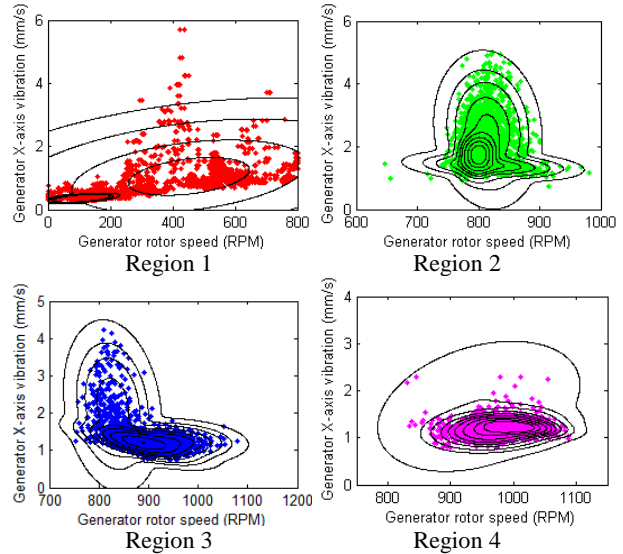 Generator X-axis vibration (mm/s)
6
4
2
0
0 200 400 600 800
Generator rotor speed (RPM)
Region 1
Generator X-axis vibration (mm/s)
6
4
2
0
600 700 800 900 1000
Generator rotor speed (RPM)
Region 2
Generator X-axis vibration (mm/s)
5
4
3
2
1
0
700 800 900 1000 1100 1200
Generator rotor speed (RPM)
Region 3
Generator X-axis vibration (mm/s)
4
3
2
1
0
800 900 1000 1100
Generator rotor speed (RPM)
Region 4